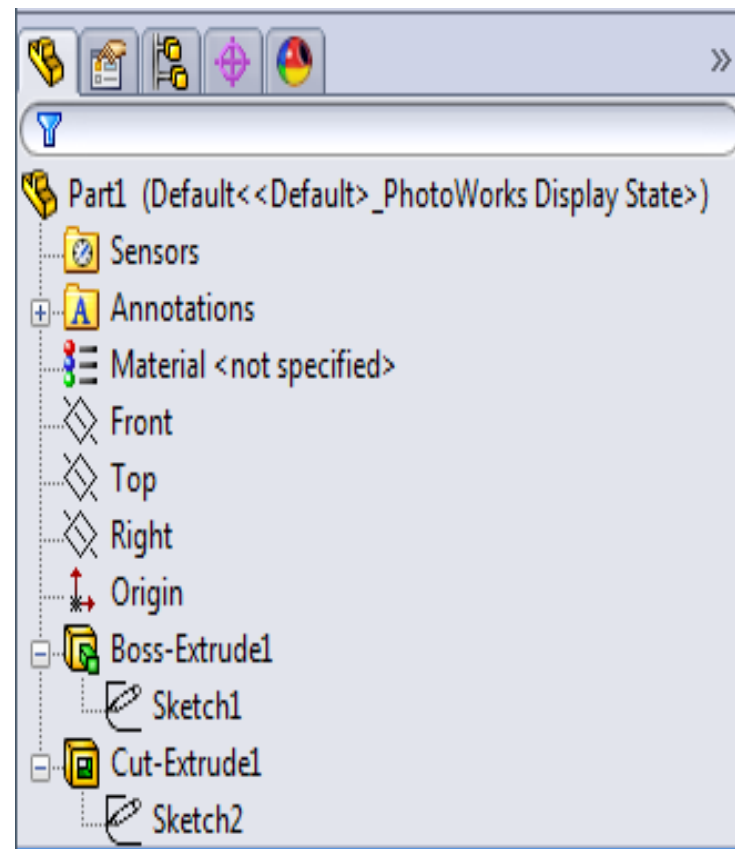 Part1 (Default<<Default>_PhotoWorks Display State>)
Sensors
A Annotations
Material <not specified>
Front
Top
Right
Origin
Boss-Extrude1
Sketch1
Cut-Extrude1
Sketch2